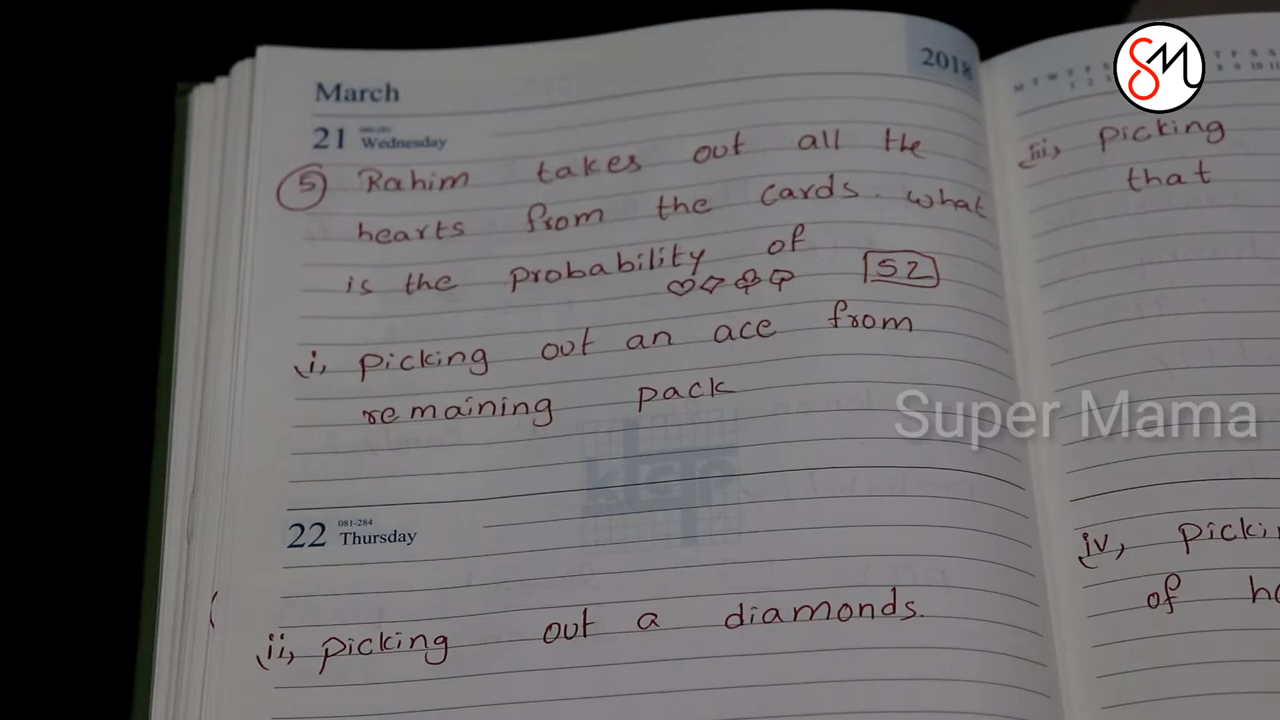 SM
March
2018
21 Wednesday
5 Rahim takes out all the
hearts from the cards. what
is the probability of
52
i, picking out an ace from
remaining pack
22 081-284 Thursday
ii, picking out a diamonds.
iii, picking
that
iv, picki
of h
Super Mama